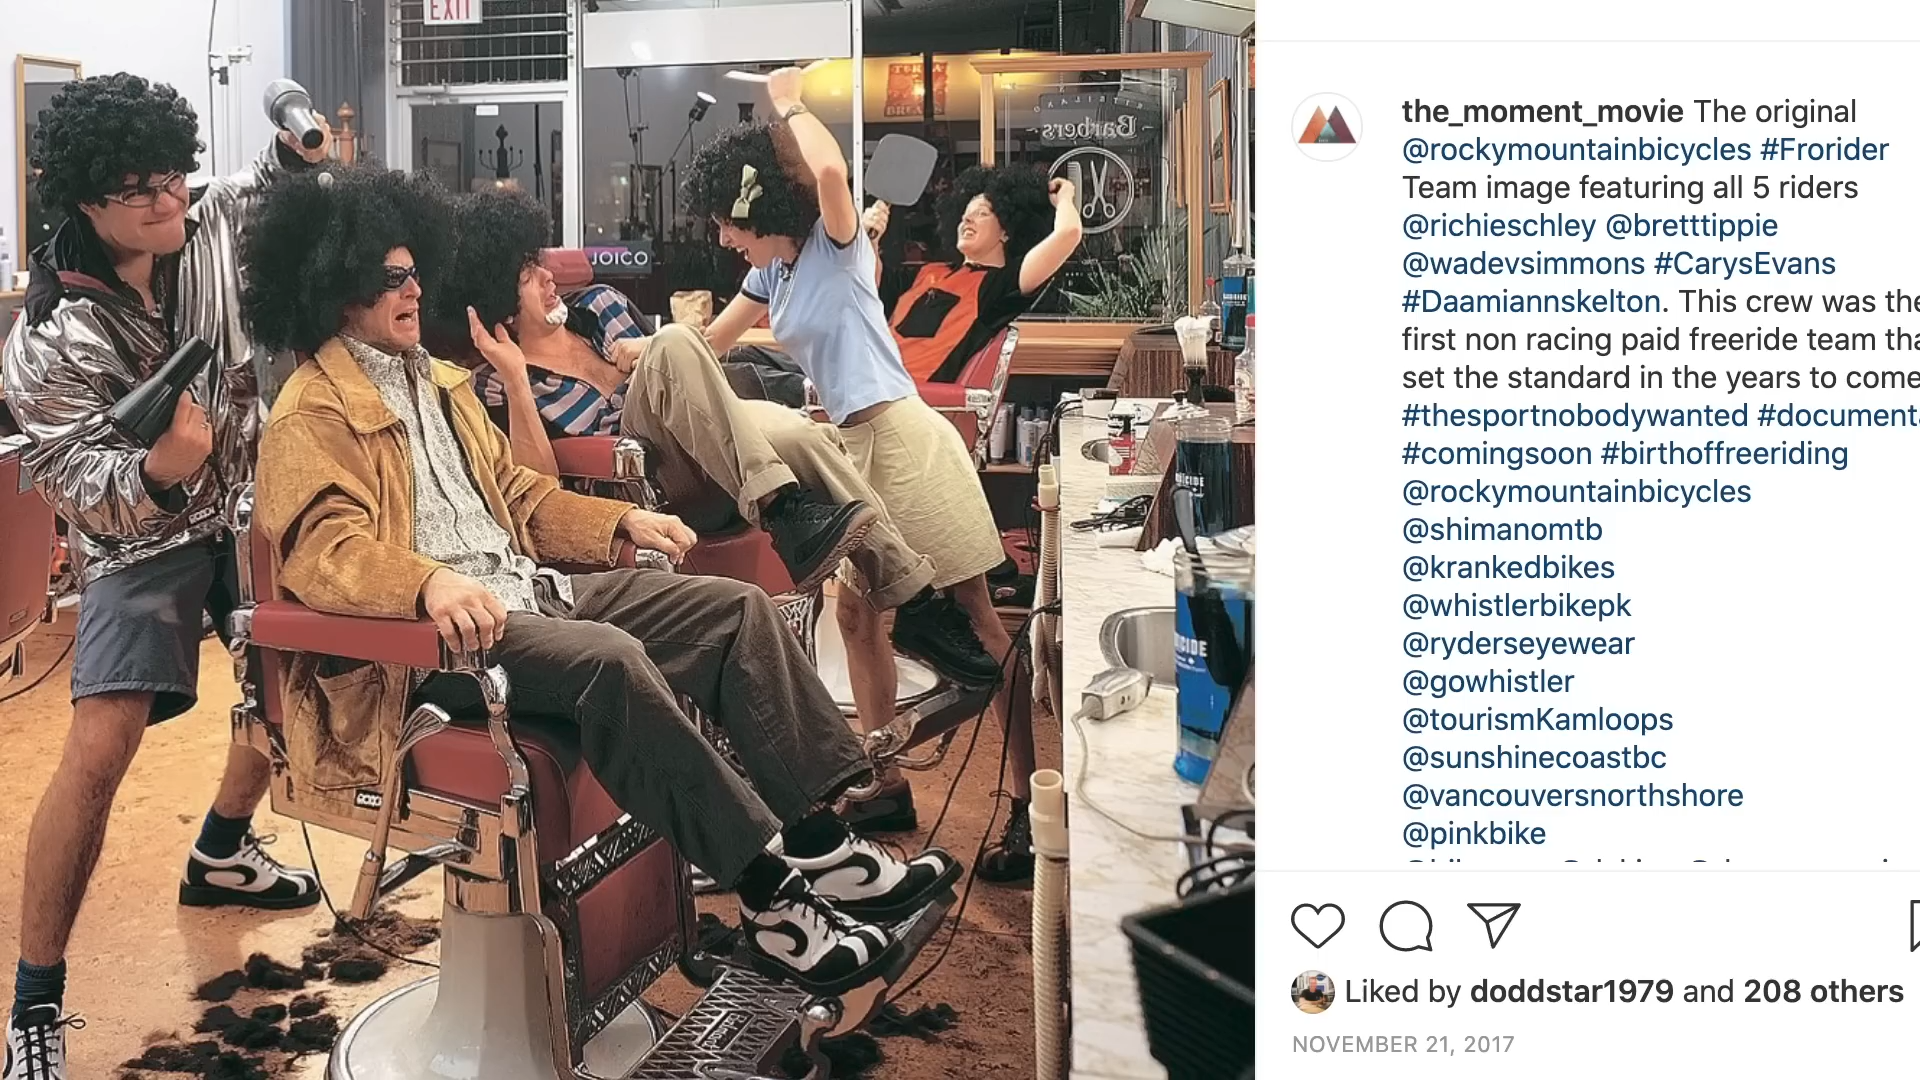 EXIT
JOICO
Barbers
the_moment_movie The original
@rockymountainbicycles #Frorider
Team image featuring all 5 riders
@richieschley @bretttippie
@wadevsimmons #CarysEvans
#Daamiannskelton. This crew was the
first non racing paid freeride team tha
set the standard in the years to come
#thesportnobodywanted #documenta
#comingsoon #birthoffreeriding
@rockymountainbicycles
@shimanomtb
@krankedbikes
@whistlerbikepk
@ryderseyewear
@gowhistler
@tourismKamloops
@sunshinecoastbc
@vancouversnorthshore
@pinkbike
Liked by doddstar1979 and 208 others
NOVEMBER 21, 2017